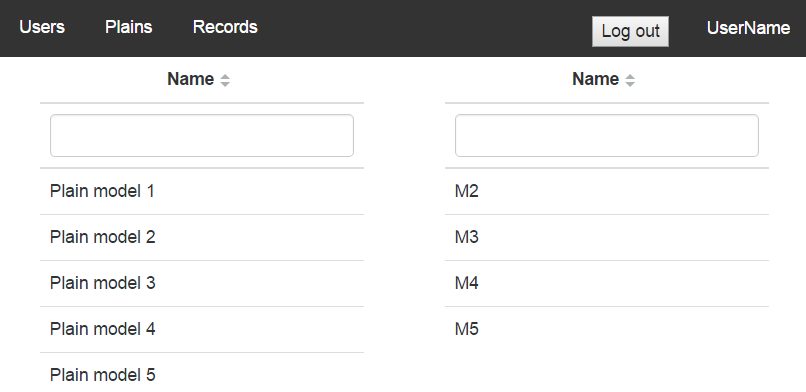 Users Plains Records Log out UserName
Name Name
Plain model 1 M2
Plain model 2 M3
Plain model 3 M4
Plain model 4 M5
Plain model 5